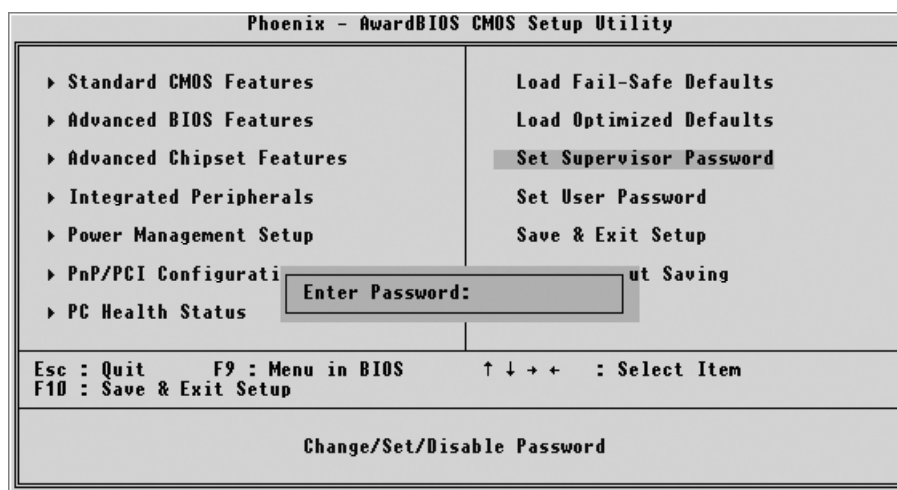 Phoenix - AwardBIOS CMOS Setup Utility
▸ Standard CMOS Features
▸ Advanced BIOS Features
▸ Advanced Chipset Features
▸ Integrated Peripherals
▸ Power Management Setup
▸ PnP/PCI Configurati
▸ PC Health Status
Load Fail-Safe Defaults
Load Optimized Defaults
Set Supervisor Password
Set User Password
Save & Exit Setup
ut Saving
Enter Password:
Esc : Quit F9 : Menu in BIOS ↑ ↓ → ← : Select Item
F10 : Save & Exit Setup
Change/Set/Disable Password